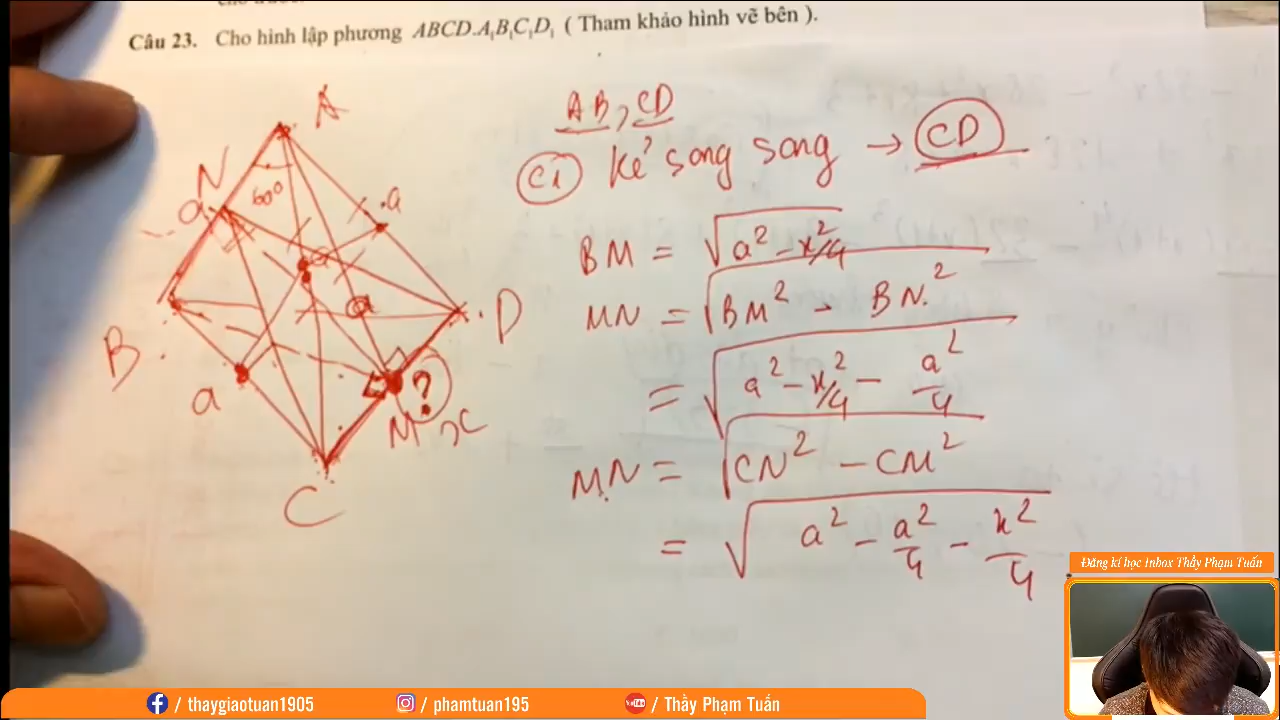 Câu 23. Cho hình lập phương ABCD.A₁B₁C₁D₁ ( Tham khảo hình vẽ bên ).
AB, CD
C1 Kẻ song song → CD
BM = √(a² - x²/4)
MN = √(BM² - BN²)
= √(a² - x²/4 - a²/4)
MN = √(CN² - CM²)
= √(a² - a²/4 - x²/4)
A
N
60°
a
a
a
a
D
B
a
?
M
x
C
Đăng kí học Inbox Thầy Phạm Tuấn
/ thaygiaotuan1905
/ phamtuan195
/ Thầy Phạm Tuấn